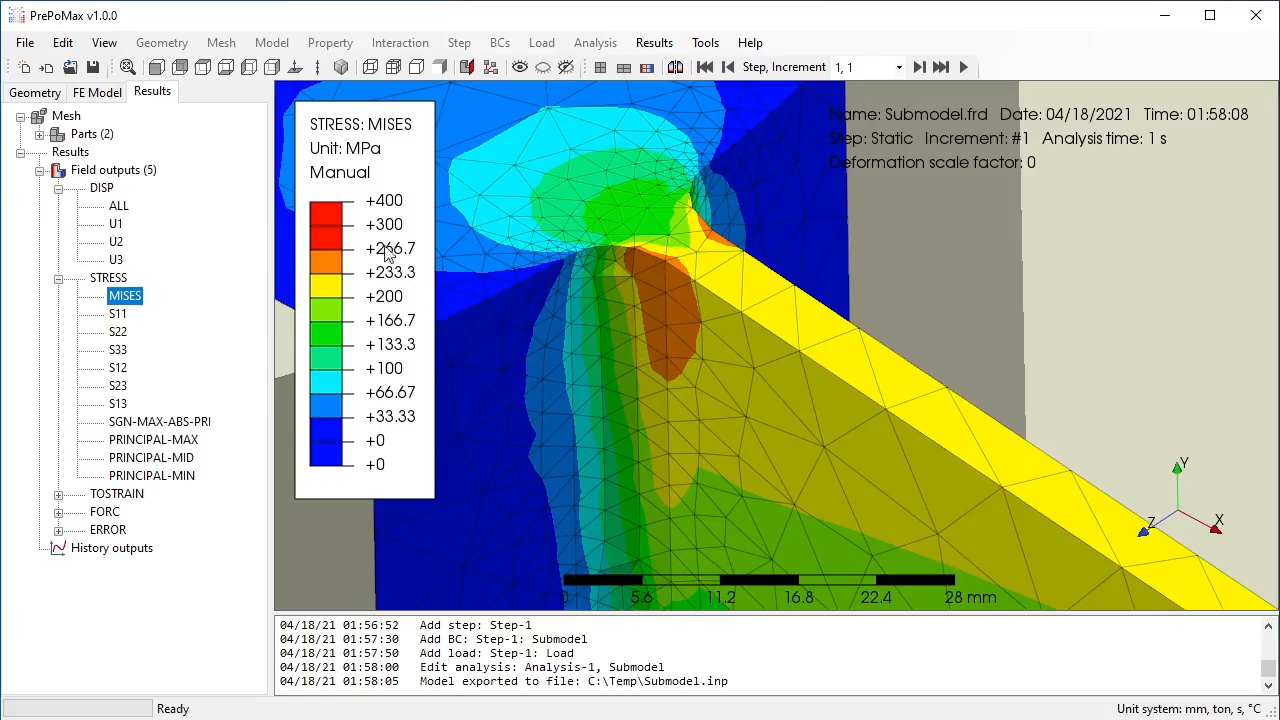 PrePoMax v1.0.0
File Edit View Geometry Mesh Model Property Interaction Step BCs Load Analysis Results Tools Help
Step, Increment 1, 1
Geometry FE Model Results
Mesh
Parts (2)
Results
Field outputs (5)
DISP
ALL
U1
U2
U3
STRESS
MISES
S11
S22
S33
S12
S23
S13
SGN-MAX-ABS-PRI
PRINCIPAL-MAX
PRINCIPAL-MID
PRINCIPAL-MIN
TOSTRAIN
FORC
ERROR
History outputs
STRESS: MISES
Unit: MPa
Manual
+400
+300
+266.7
+233.3
+200
+166.7
+133.3
+100
+66.67
+33.33
+0
+0
Name: Submodel.frd Date: 04/18/2021 Time: 01:58:08
Step: Static Increment: #1 Analysis time: 1 s
Deformation scale factor: 0
Y
Z X
0 5.6 11.2 16.8 22.4 28 mm
04/18/21 01:56:52 Add step: Step-1
04/18/21 01:57:30 Add BC: Step-1: Submodel
04/18/21 01:57:50 Add load: Step-1: Load
04/18/21 01:58:00 Edit analysis: Analysis-1, Submodel
04/18/21 01:58:05 Model exported to file: C:\Temp\Submodel.inp
Ready
Unit system: mm, ton, s, °C